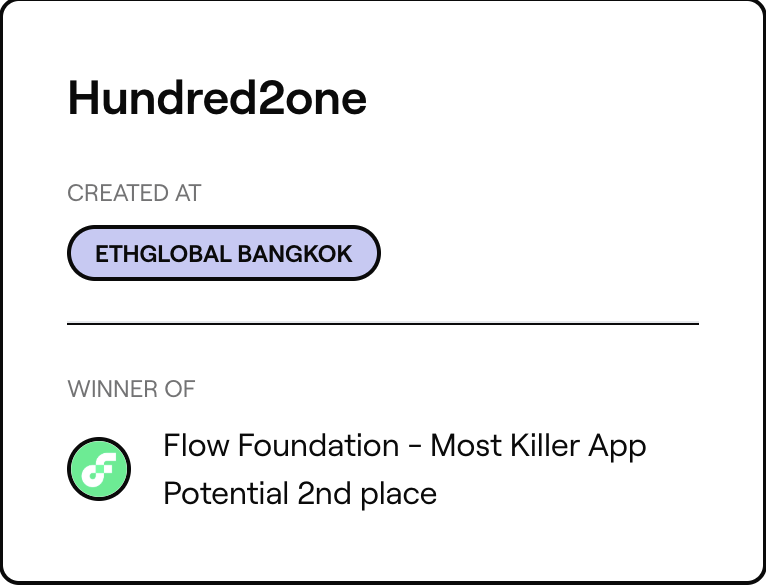 Hundred2one
CREATED AT
ETHGLOBAL BANGKOK
WINNER OF
Flow Foundation - Most Killer App
Potential 2nd place